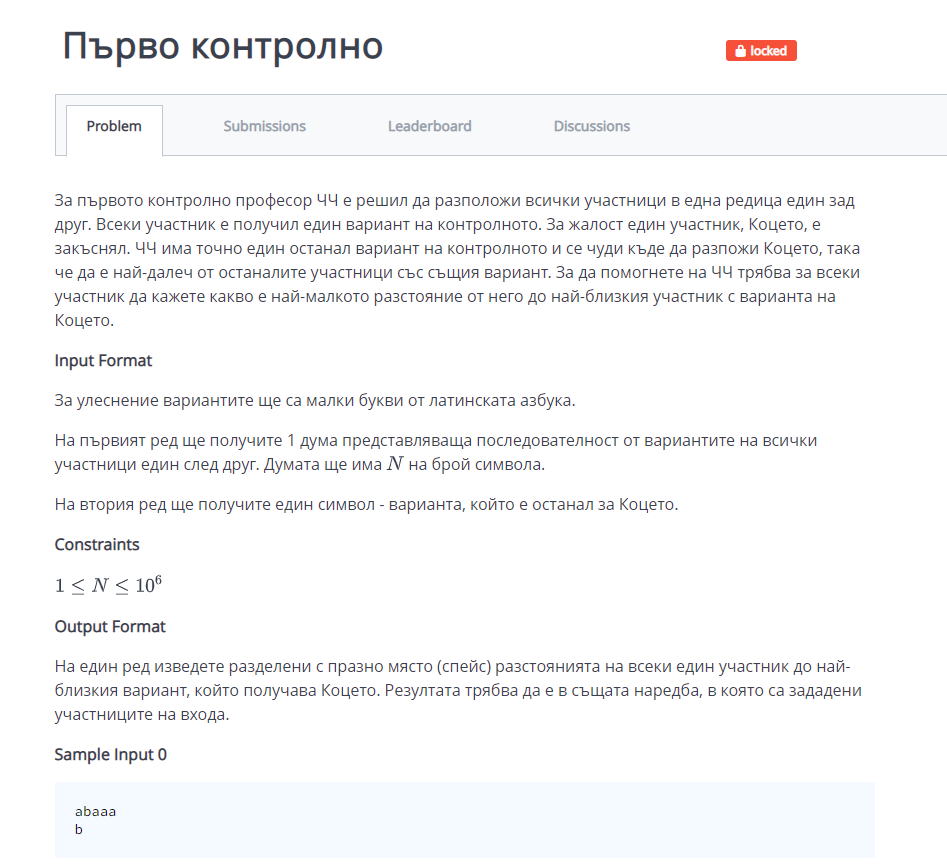 Първо контролно
locked
Problem
Submissions
Leaderboard
Discussions
За първото контролно професор ЧЧ е решил да разположи всички участници в една редица един зад
друг. Всеки участник е получил един вариант на контролното. За жалост един участник, Коцето, е
закъснял. ЧЧ има точно един останал вариант на контролното и се чуди къде да разпожи Коцето, така
че да е най-далеч от останалите участници със същия вариант. За да помогнете на ЧЧ трябва за всеки
участник да кажете какво е най-малкото разстояние от него до най-близкия участник с варианта на
Коцето.
Input Format
За улеснение вариантите ще са малки букви от латинската азбука.
На първият ред ще получите 1 дума представляваща последователност от вариантите на всички
участници един след друг. Думата ще има N на брой символа.
На втория ред ще получите един символ - варианта, който е останал за Коцето.
Constraints
1 ≤ N ≤ 10⁶
Output Format
На един ред изведете разделени с празно място (спейс) разстоянията на всеки един участник до най-
близкия вариант, който получава Коцето. Резултата трябва да е в същата наредба, в която са зададени
участниците на входа.
Sample Input 0
abaaa
b